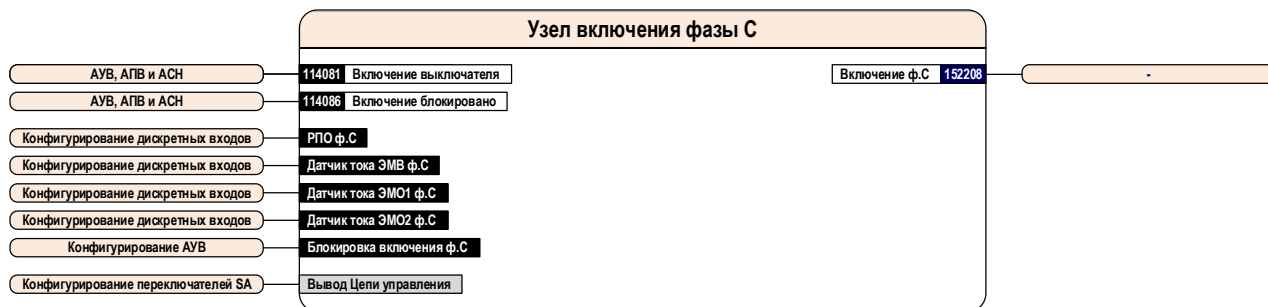 Узел включения фазы С
АУВ, АПВ и АСН 114081 Включение выключателя Включение ф.С 152208 -
АУВ, АПВ и АСН 114086 Включение блокировано
Конфигурирование дискретных входов РПО ф.С
Конфигурирование дискретных входов Датчик тока ЭМВ ф.С
Конфигурирование дискретных входов Датчик тока ЭМО1 ф.С
Конфигурирование дискретных входов Датчик тока ЭМО2 ф.С
Конфигурирование АУВ Блокировка включения ф.С
Конфигурирование переключателей SA Вывод Цепи управления